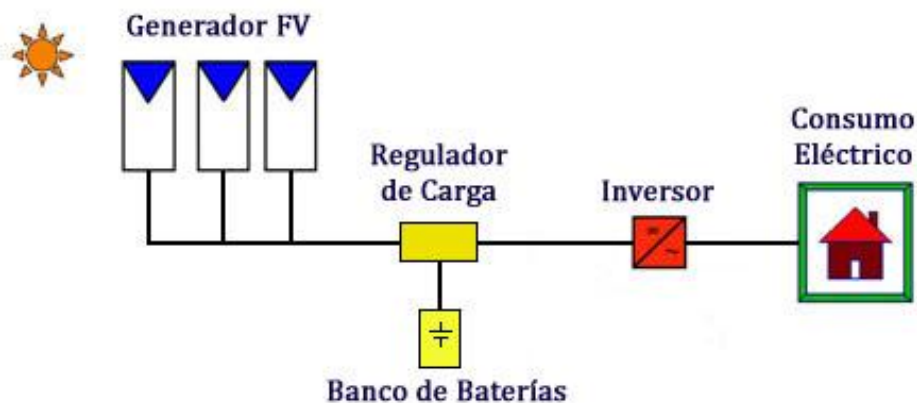 Generador FV
Regulador
de Carga
Inversor
Consumo
Eléctrico
Banco de Baterías